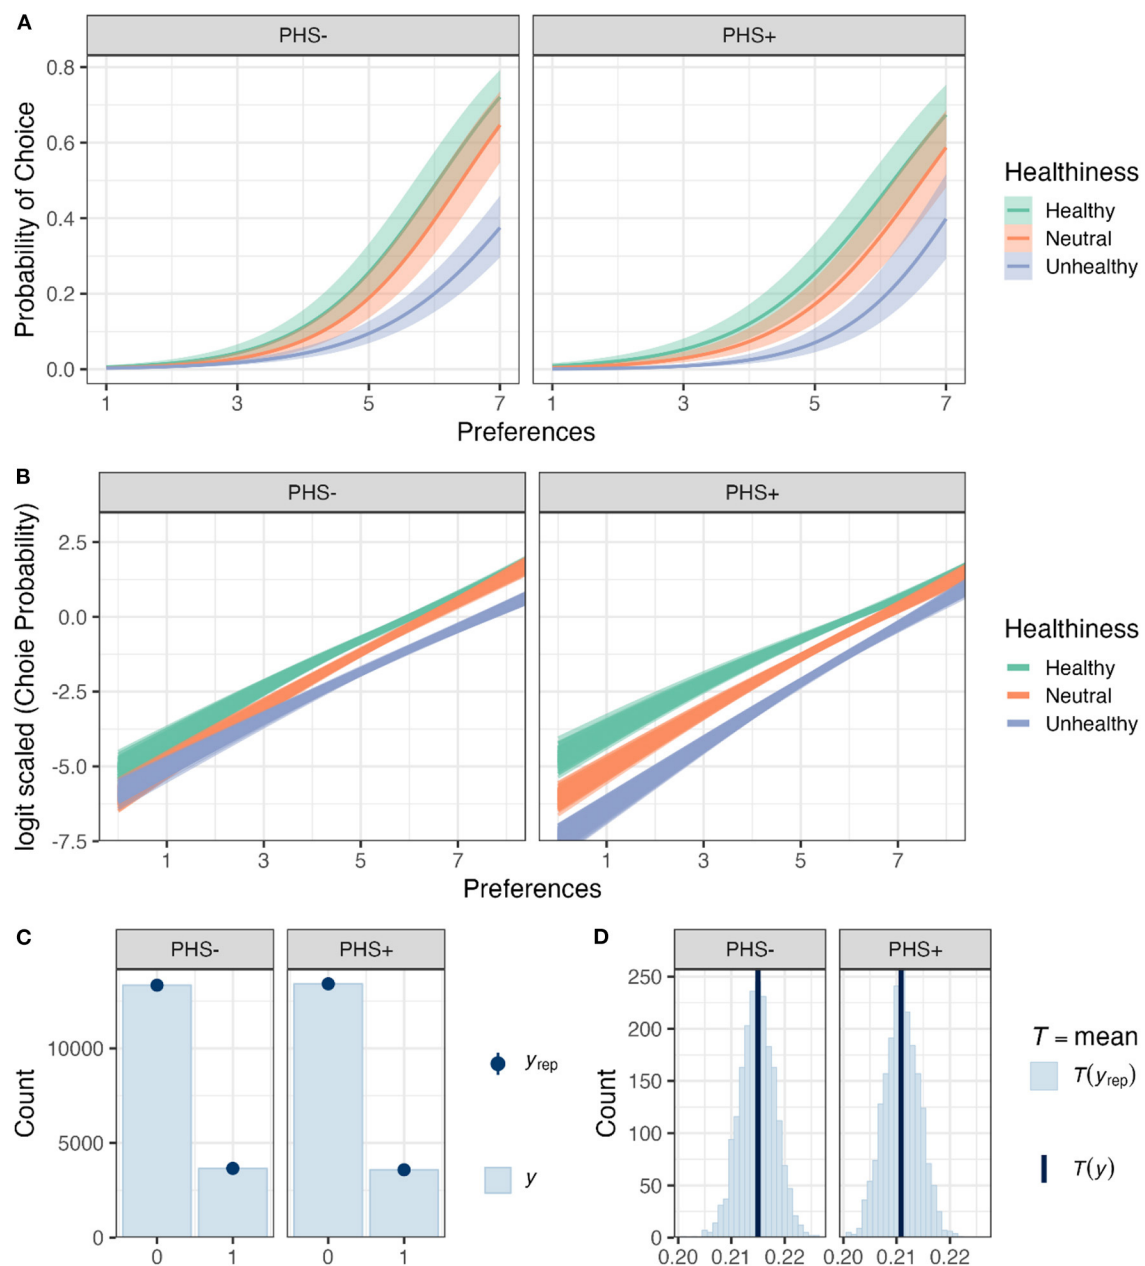 A
PHS- PHS+
Probability of Choice
0.8
0.6
0.4
0.2
0.0
1 3 5 7 1 3 5 7
Preferences
Healthiness
Healthy
Neutral
Unhealthy
B
PHS- PHS+
logit scaled (Choie Probability)
2.5
0.0
-2.5
-5.0
-7.5
1 3 5 7 1 3 5 7
Preferences
Healthiness
Healthy
Neutral
Unhealthy
C
PHS- PHS+
Count
10000
5000
0
0 1 0 1
yrep
y
D
PHS- PHS+
Count
250
200
150
100
50
0
0.20 0.21 0.22 0.20 0.21 0.22
T = mean
T(yrep)
T(y)